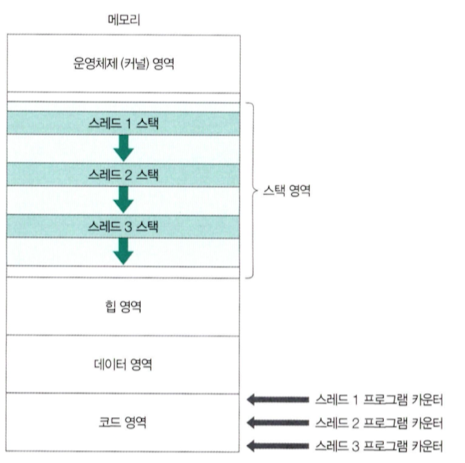 메모리
운영체제 (커널) 영역
스레드 1 스택
스레드 2 스택
스레드 3 스택
스택 영역
힙 영역
데이터 영역
코드 영역
스레드 1 프로그램 카운터
스레드 2 프로그램 카운터
스레드 3 프로그램 카운터